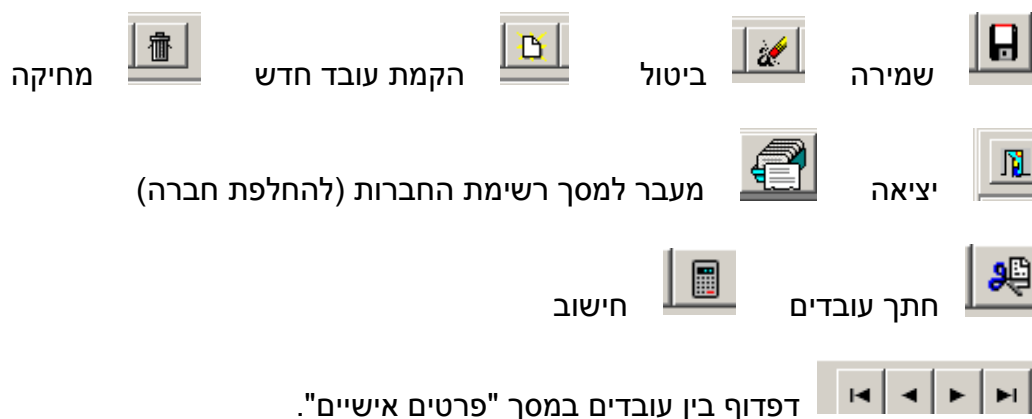 שמירה ביטול הקמת עובד חדש מחיקה
יציאה מעבר למסך רשימת החברות (להחלפת חברה)
חתך עובדים חישוב
דפדוף בין עובדים במסך "פרטים אישיים".